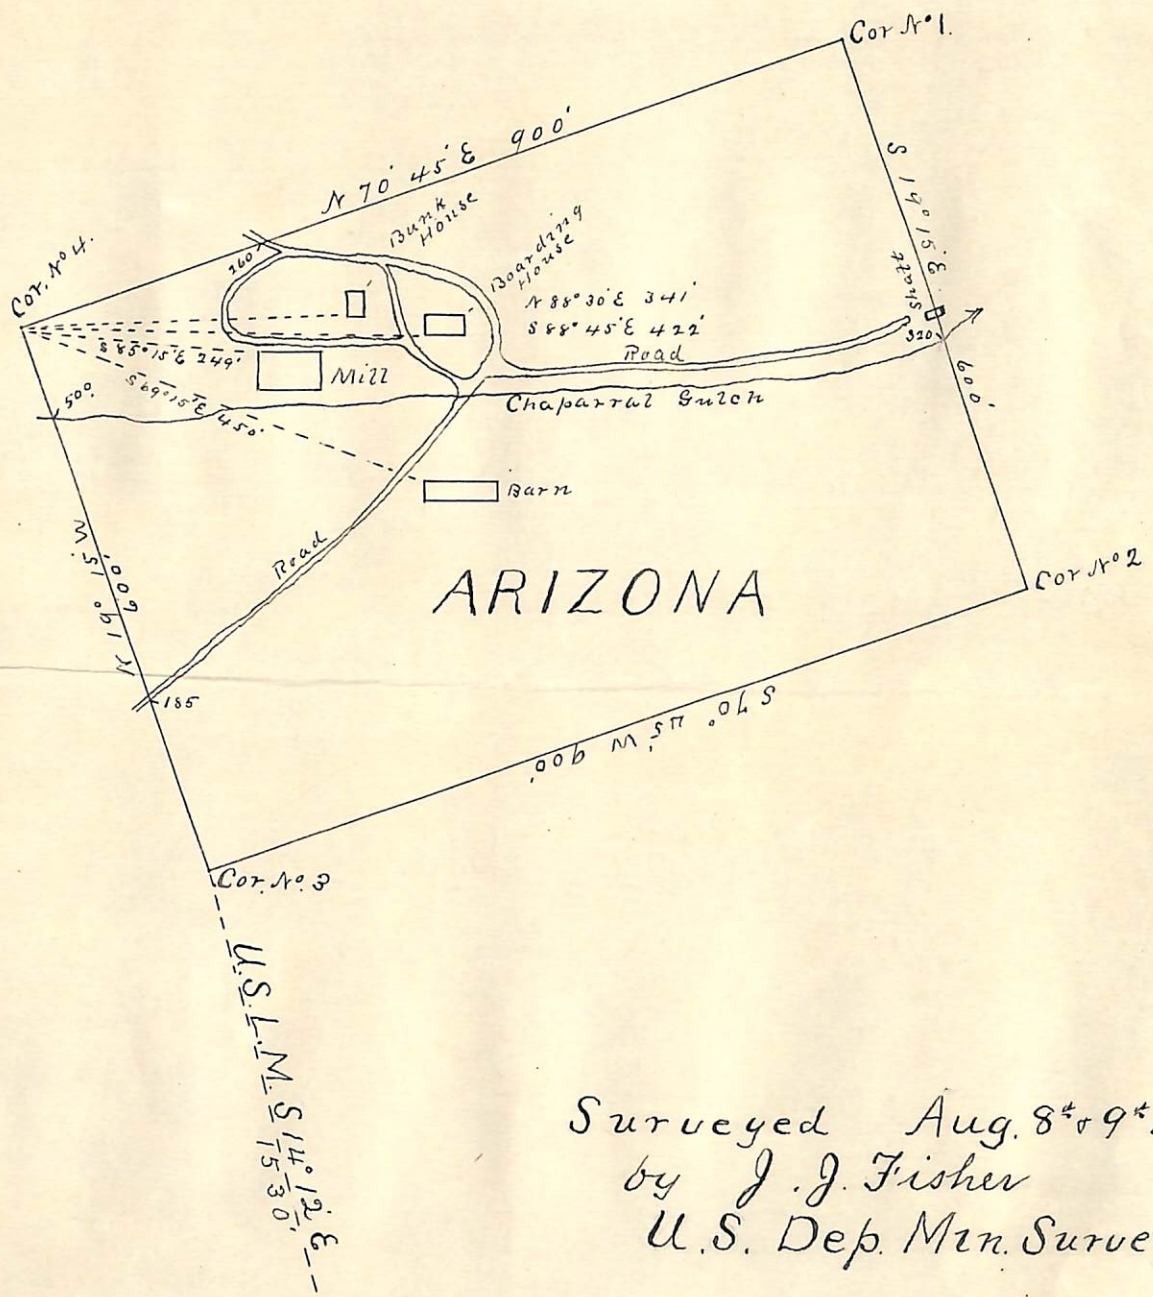 Cor Nº 1.
N 70° 45' E 900'
S 19° 15' E.
600'
Cor. Nº 4.
260
Bunk
House
Boarding
House
N 88° 30' E 341'
S 88° 45' E 422'
Shaft
320
Road
S 85° 15' E 249'
Mill
S 69° 15' E 450'
50º.
Chaparral Gulch
Barn
Road
ARIZONA
N 19° 15' W
600'
185
Cor Nº 2
S 70° 45' W 900'
Cor. Nº. 3
U.S.L.M. S 14° 12' E
1530'
Surveyed Aug. 8th & 9th.
by J. J. Fisher
U.S. Dep. Min. Surve